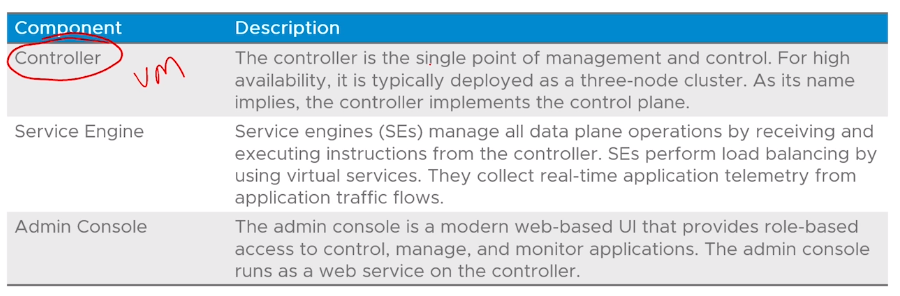 Component Description
Controller The controller is the single point of management and control. For high
VM availability, it is typically deployed as a three-node cluster. As its name
implies, the controller implements the control plane.
Service Engine Service engines (SEs) manage all data plane operations by receiving and
executing instructions from the controller. SEs perform load balancing by
using virtual services. They collect real-time application telemetry from
application traffic flows.
Admin Console The admin console is a modern web-based UI that provides role-based
access to control, manage, and monitor applications. The admin console
runs as a web service on the controller.